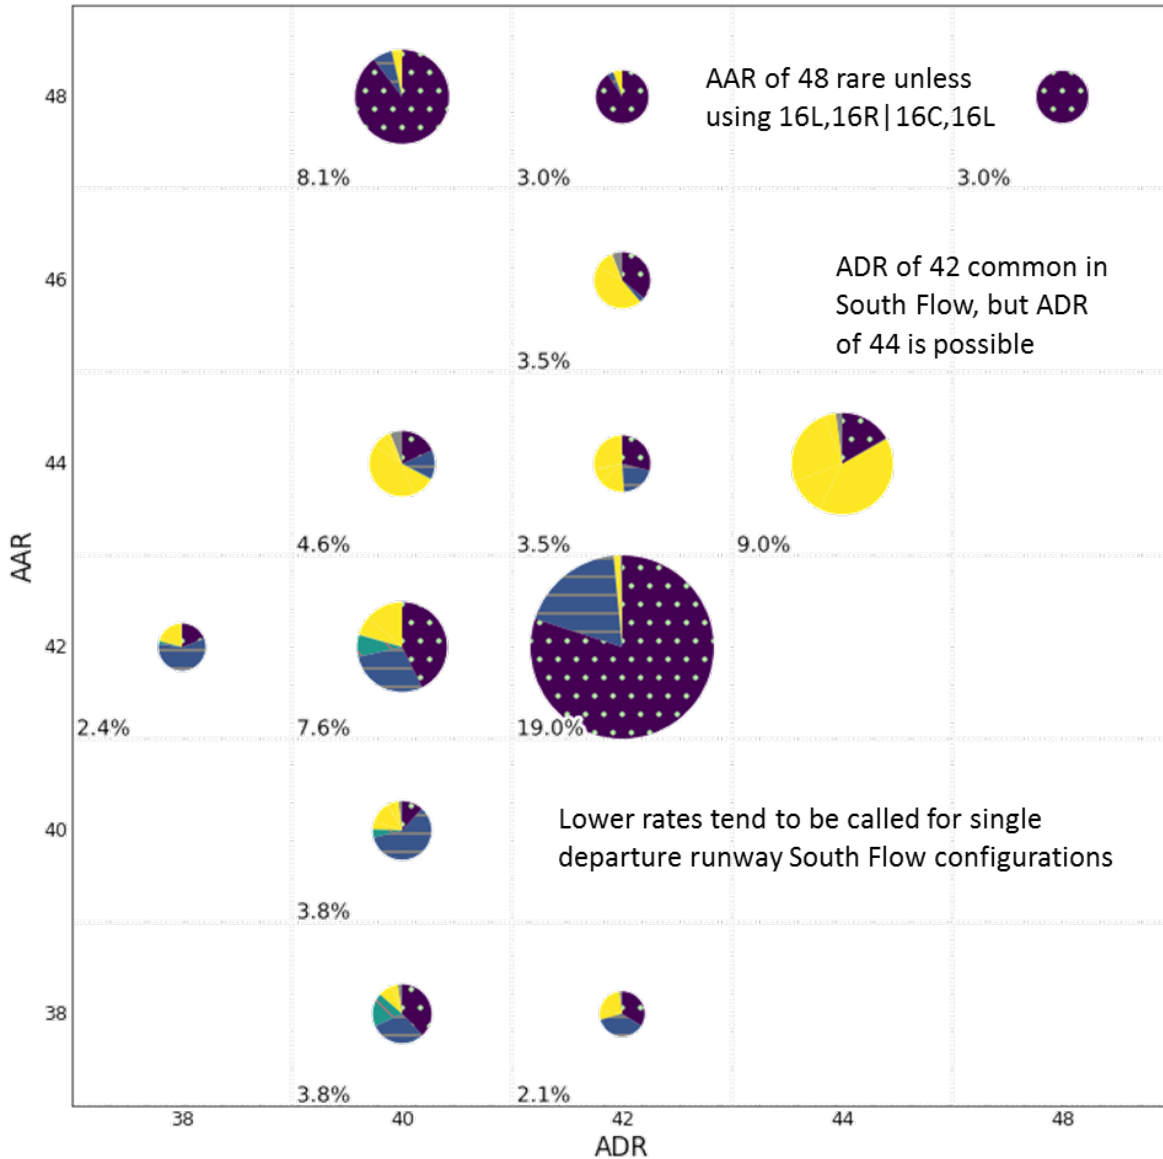 48
AAR of 48 rare unless
using 16L,16R|16C,16L
8.1%
3.0%
3.0%
46
ADR of 42 common in
South Flow, but ADR
of 44 is possible
3.5%
44
4.6%
3.5%
9.0%
AAR
42
2.4%
7.6%
19.0%
40
Lower rates tend to be called for single
departure runway South Flow configurations
3.8%
38
3.8%
2.1%
38
40
42
44
48
ADR